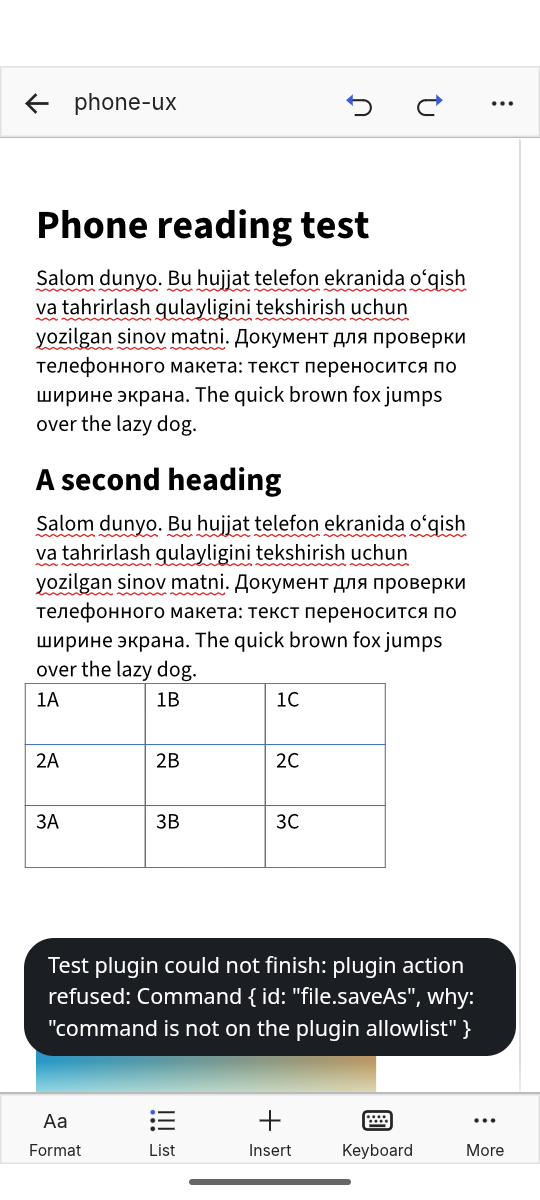 phone-ux
Phone reading test
Salom dunyo. Bu hujjat telefon ekranida oʻqish
va tahrirlash qulayligini tekshirish uchun
yozilgan sinov matni. Документ для проверки
телефонного макета: текст переносится по
ширине экрана. The quick brown fox jumps
over the lazy dog.
A second heading
Salom dunyo. Bu hujjat telefon ekranida oʻqish
va tahrirlash qulayligini tekshirish uchun
yozilgan sinov matni. Документ для проверки
телефонного макета: текст переносится по
ширине экрана. The quick brown fox jumps
over the lazy dog.
1A 1B 1C
2A 2B 2C
3A 3B 3C
Test plugin could not finish: plugin action
refused: Command { id: "file.saveAs", why:
"command is not on the plugin allowlist" }
Aa
Format List Insert Keyboard More